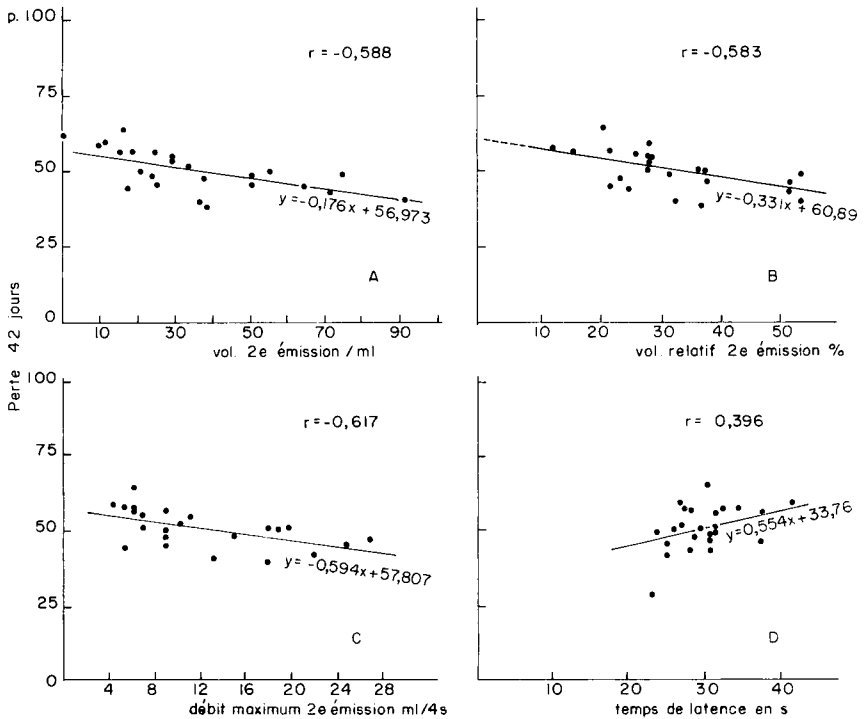 p. 100
75
50
25
0
Perte 42 jours
r = -0,588
y = -0,176x + 56,973
A
10 30 50 70 90
vol. 2e émission / ml
r = -0,583
y = -0,331x + 60,89
B
10 20 30 40 50
vol. relatif 2e émission %
100
75
50
25
0
r = -0,617
y = -0,594x + 57,807
C
4 8 12 16 20 24 28
débit maximum 2e émission ml/4s
r = 0,396
y = 0,554x + 33,76
D
20 30 40
temps de latence en s